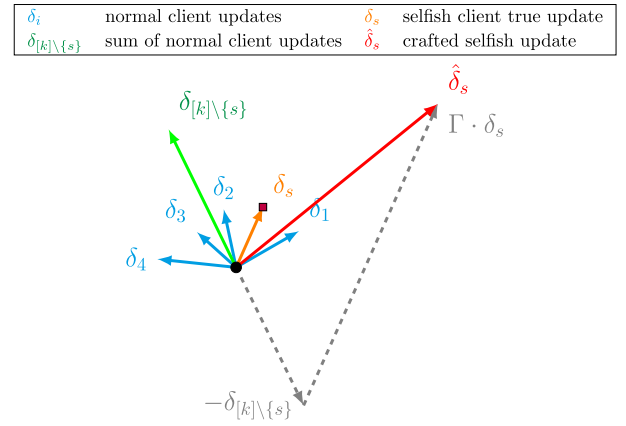 δ_i normal client updates δ_s selfish client true update
δ_{[k]\{s}} sum of normal client updates δ̂_s crafted selfish update
δ̂_s
δ_{[k]\{s}}
Γ · δ_s
δ_2
δ_s
δ_3
δ_1
δ_4
−δ_{[k]\{s}}